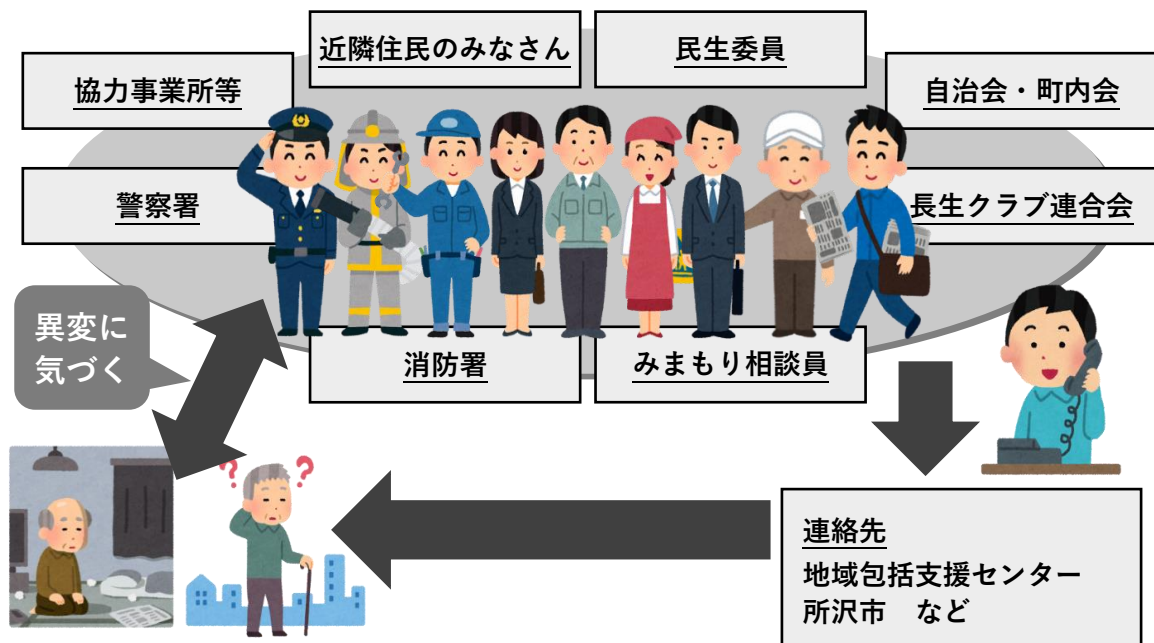 近隣住民のみなさん
民生委員
協力事業所等
自治会・町内会
警察署
長生クラブ連合会
異変に
気づく
消防署
みまもり相談員
? ?
連絡先
地域包括支援センター
所沢市　など